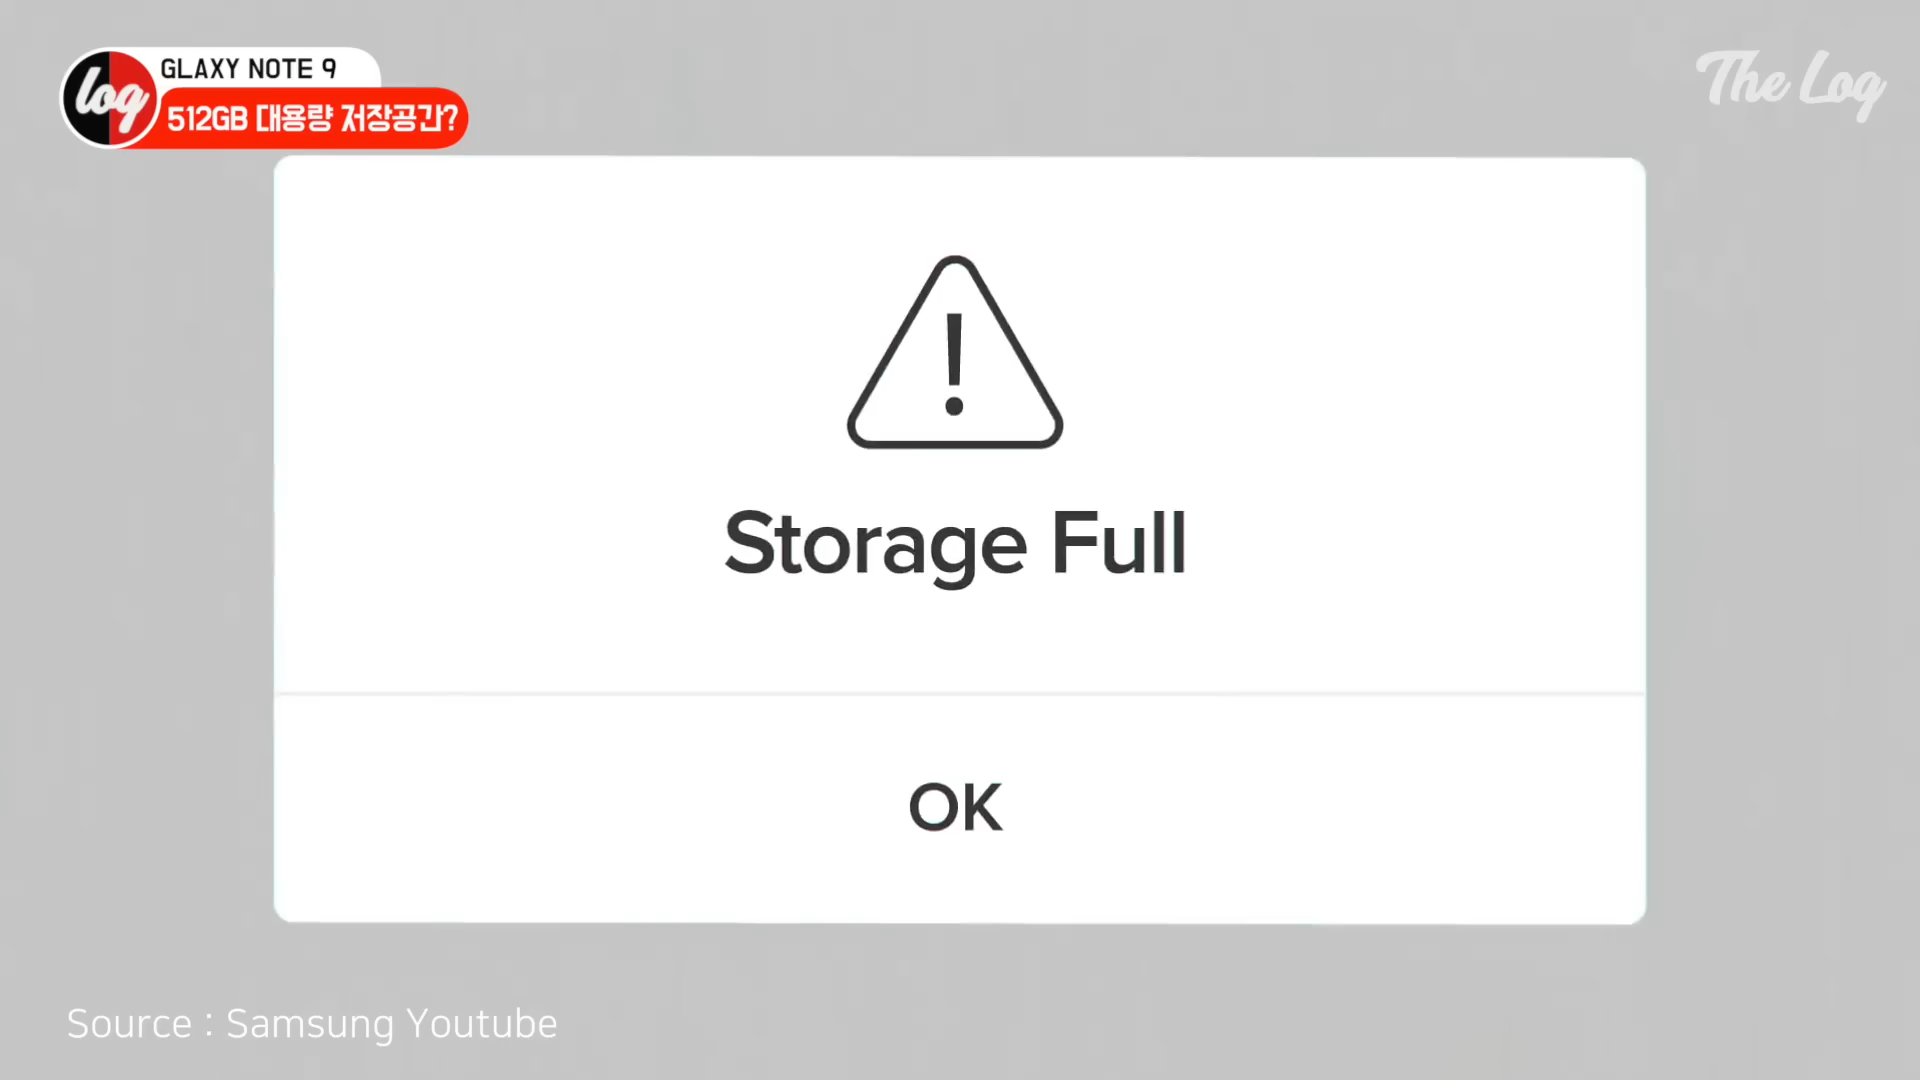 log
GLAXY NOTE 9
512GB 대용량 저장공간?
The Log
!
Storage Full
OK
Source : Samsung Youtube